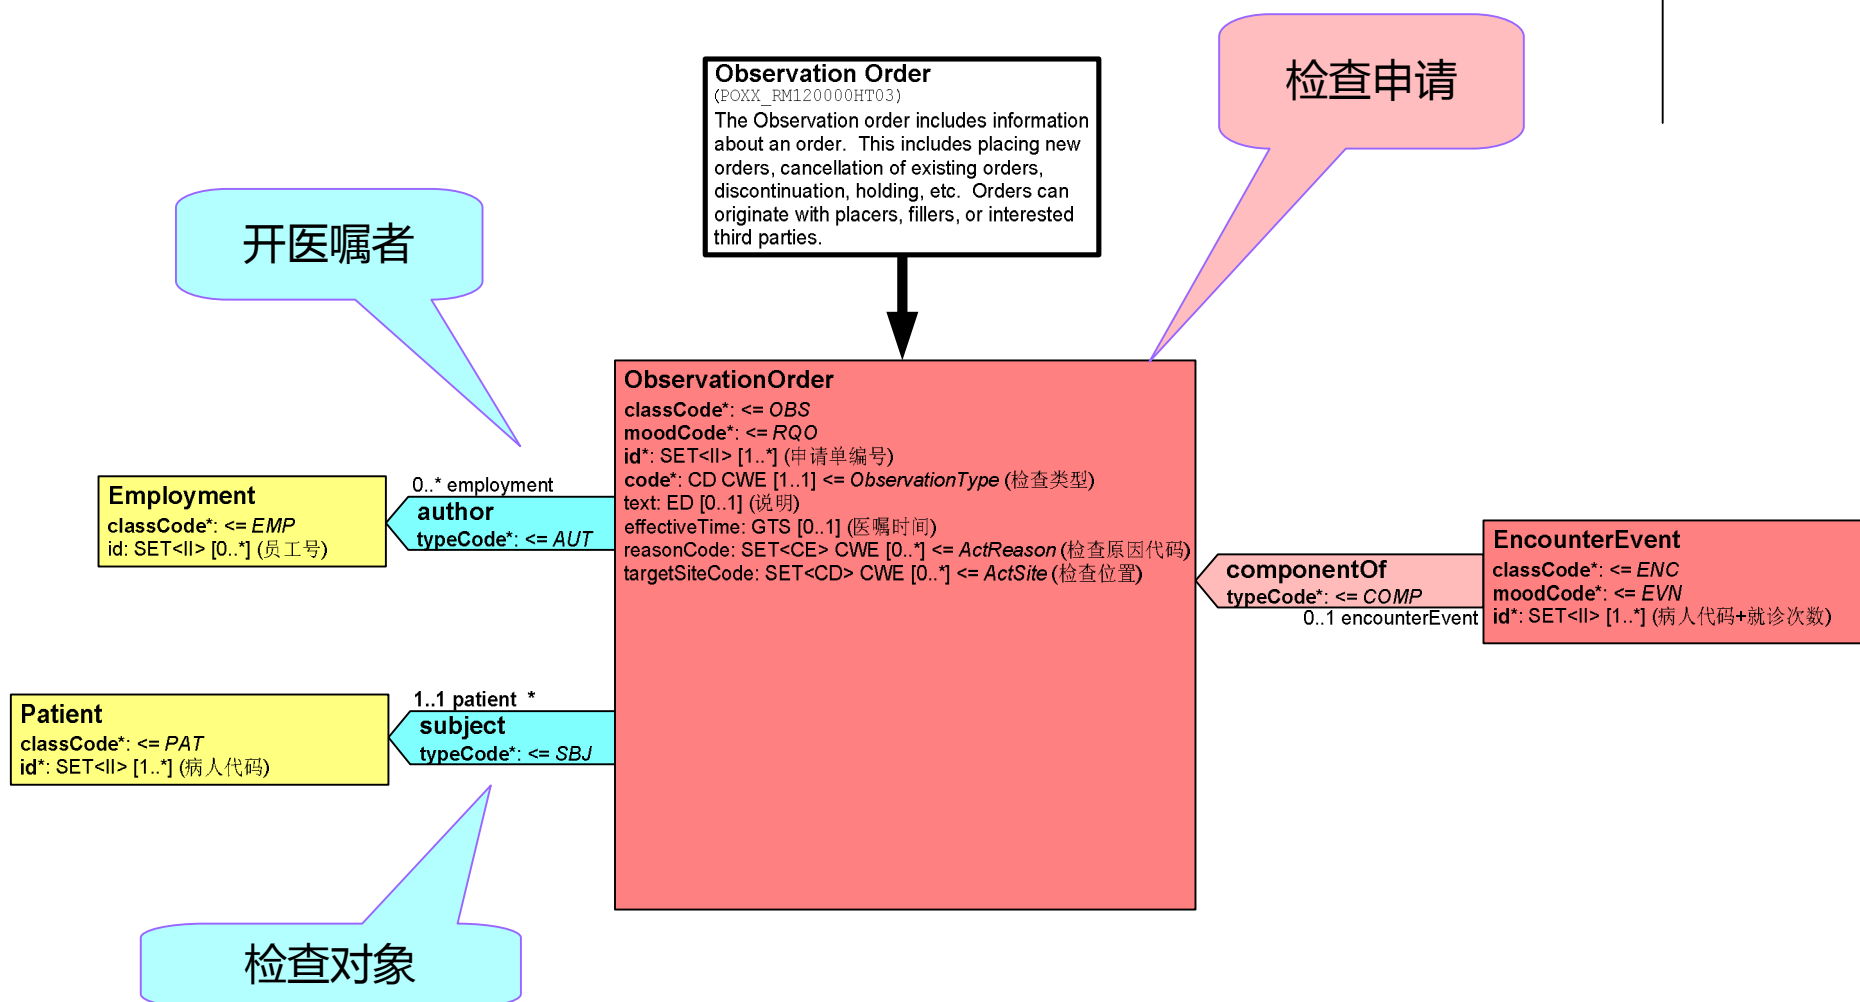 Observation Order
(POXX_RM120000HT03)
The Observation order includes information
about an order.  This includes placing new
orders, cancellation of existing orders,
discontinuation, holding, etc.  Orders can
originate with placers, fillers, or interested
third parties.
检查申请
开医嘱者
ObservationOrder
classCode*: <= OBS
moodCode*: <= RQO
id*: SET<II> [1..*] (申请单编号)
code*: CD CWE [1..1] <= ObservationType (检查类型)
text: ED [0..1] (说明)
effectiveTime: GTS [0..1] (医嘱时间)
reasonCode: SET<CE> CWE [0..*] <= ActReason (检查原因代码)
targetSiteCode: SET<CD> CWE [0..*] <= ActSite (检查位置)
0..* employment
author
typeCode*: <= AUT
Employment
classCode*: <= EMP
id: SET<II> [0..*] (员工号)
componentOf
typeCode*: <= COMP
0..1 encounterEvent
EncounterEvent
classCode*: <= ENC
moodCode*: <= EVN
id*: SET<II> [1..*] (病人代码+就诊次数)
1..1 patient  *
subject
typeCode*: <= SBJ
Patient
classCode*: <= PAT
id*: SET<II> [1..*] (病人代码)
检查对象